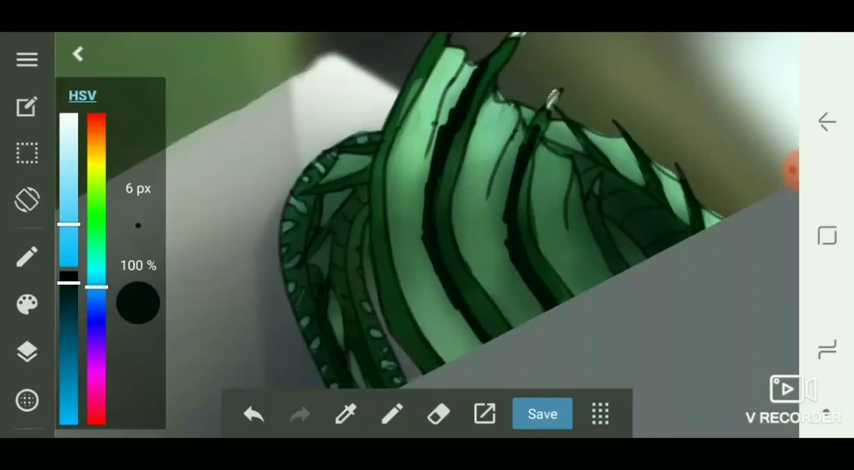 HSV
6 px
100 %
Save
V RECORDER